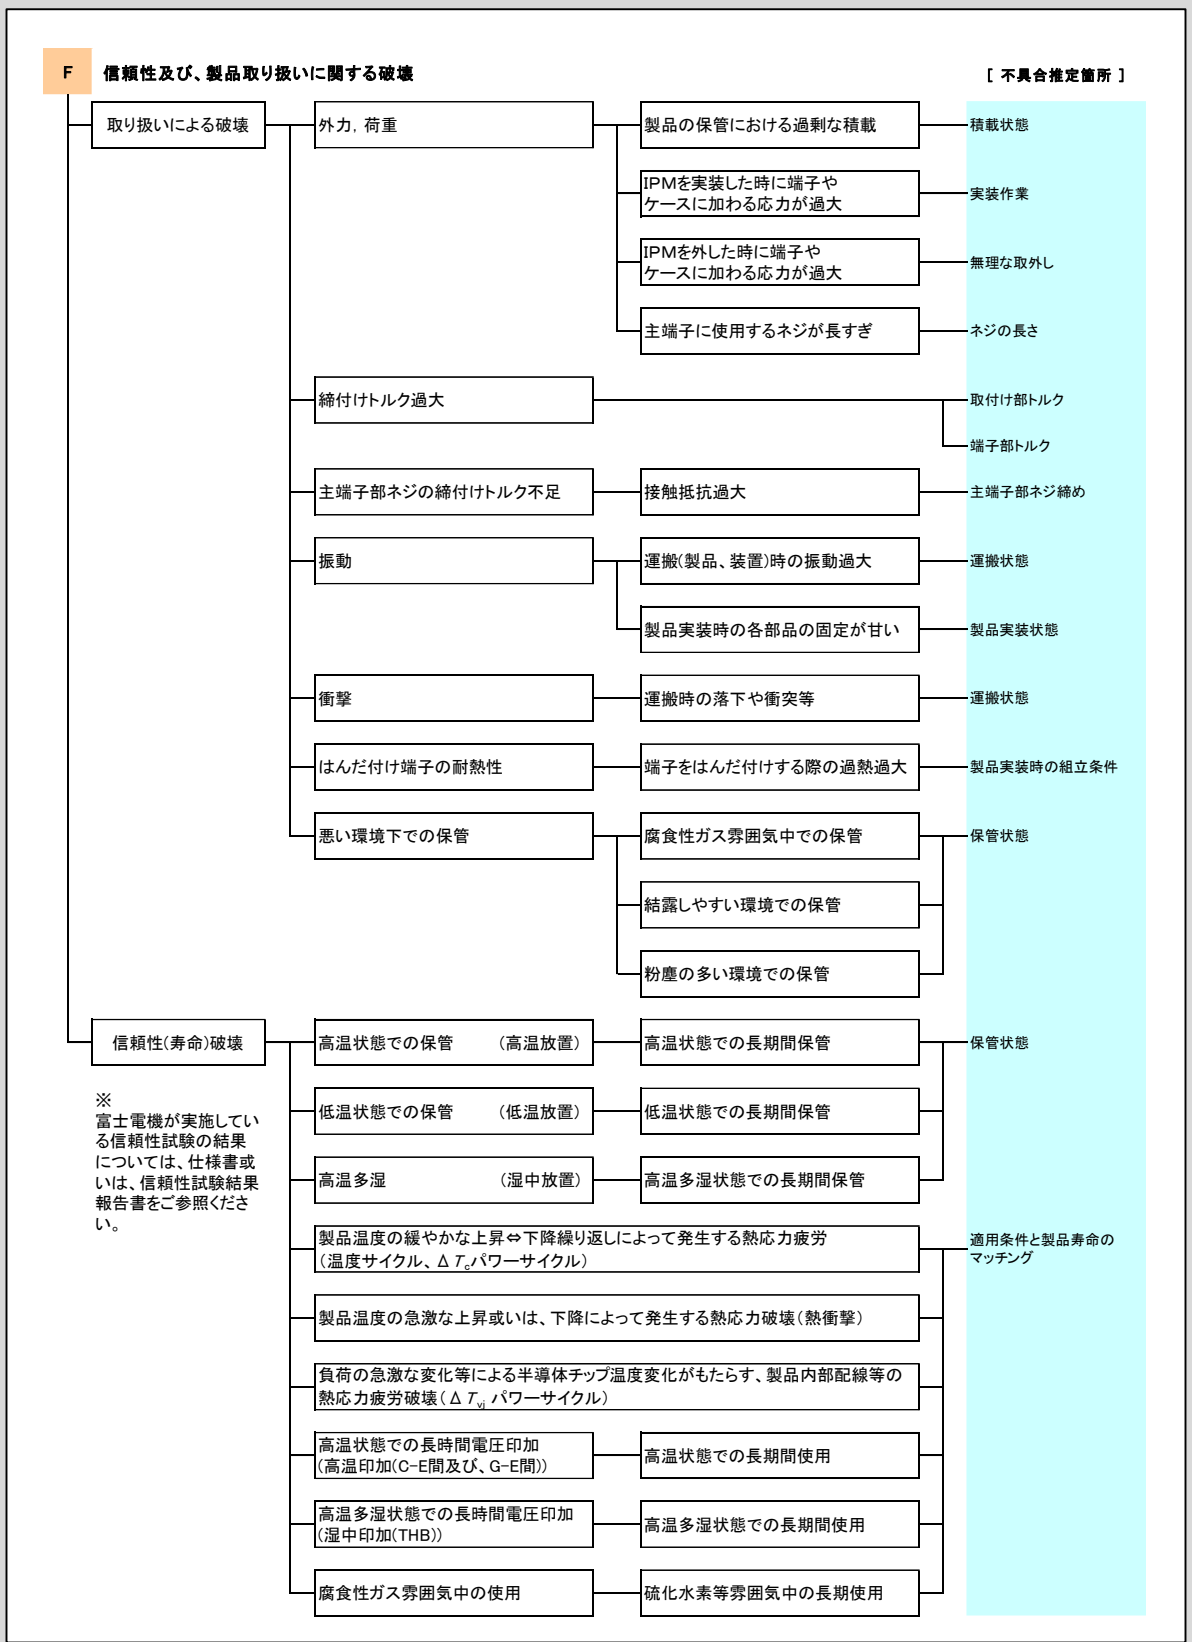 F
信頼性及び、製品取り扱いに関する破壊
[ 不具合推定箇所 ]
取り扱いによる破壊
外力, 荷重
製品の保管における過剰な積載
積載状態
IPMを実装した時に端子や
ケースに加わる応力が過大
実装作業
IPMを外した時に端子や
ケースに加わる応力が過大
無理な取外し
主端子に使用するネジが長すぎ
ネジの長さ
締付けトルク過大
取付け部トルク
端子部トルク
主端子部ネジの締付けトルク不足
接触抵抗過大
主端子部ネジ締め
振動
運搬(製品、装置)時の振動過大
運搬状態
製品実装時の各部品の固定が甘い
製品実装状態
衝撃
運搬時の落下や衝突等
運搬状態
はんだ付け端子の耐熱性
端子をはんだ付けする際の過熱過大
製品実装時の組立条件
悪い環境下での保管
腐食性ガス雰囲気中での保管
保管状態
結露しやすい環境での保管
粉塵の多い環境での保管
信頼性(寿命)破壊
高温状態での保管 (高温放置)
高温状態での長期間保管
保管状態
※
富士電機が実施してい
る信頼性試験の結果
については、仕様書或
いは、信頼性試験結果
報告書をご参照くださ
い。
低温状態での保管 (低温放置)
低温状態での長期間保管
高温多湿 (湿中放置)
高温多湿状態での長期間保管
製品温度の緩やかな上昇⇔下降繰り返しによって発生する熱応力疲労
(温度サイクル、ΔTcパワーサイクル)
適用条件と製品寿命の
マッチング
製品温度の急激な上昇或いは、下降によって発生する熱応力破壊(熱衝撃)
負荷の急激な変化等による半導体チップ温度変化がもたらす、製品内部配線等の
熱応力疲労破壊(ΔTvj パワーサイクル)
高温状態での長時間電圧印加
(高温印加(C-E間及び、G-E間))
高温状態での長期間使用
高温多湿状態での長時間電圧印加
(湿中印加(THB))
高温多湿状態での長期間使用
腐食性ガス雰囲気中の使用
硫化水素等雰囲気中の長期使用